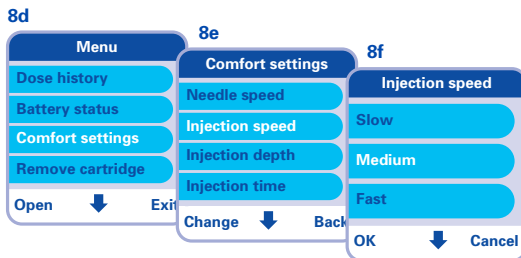 8d
Menu
Dose history
Battery status
Comfort settings
Remove cartridge
Open Exit
8e
Comfort settings
Needle speed
Injection speed
Injection depth
Injection time
Change Back
8f
Injection speed
Slow
Medium
Fast
OK Cancel